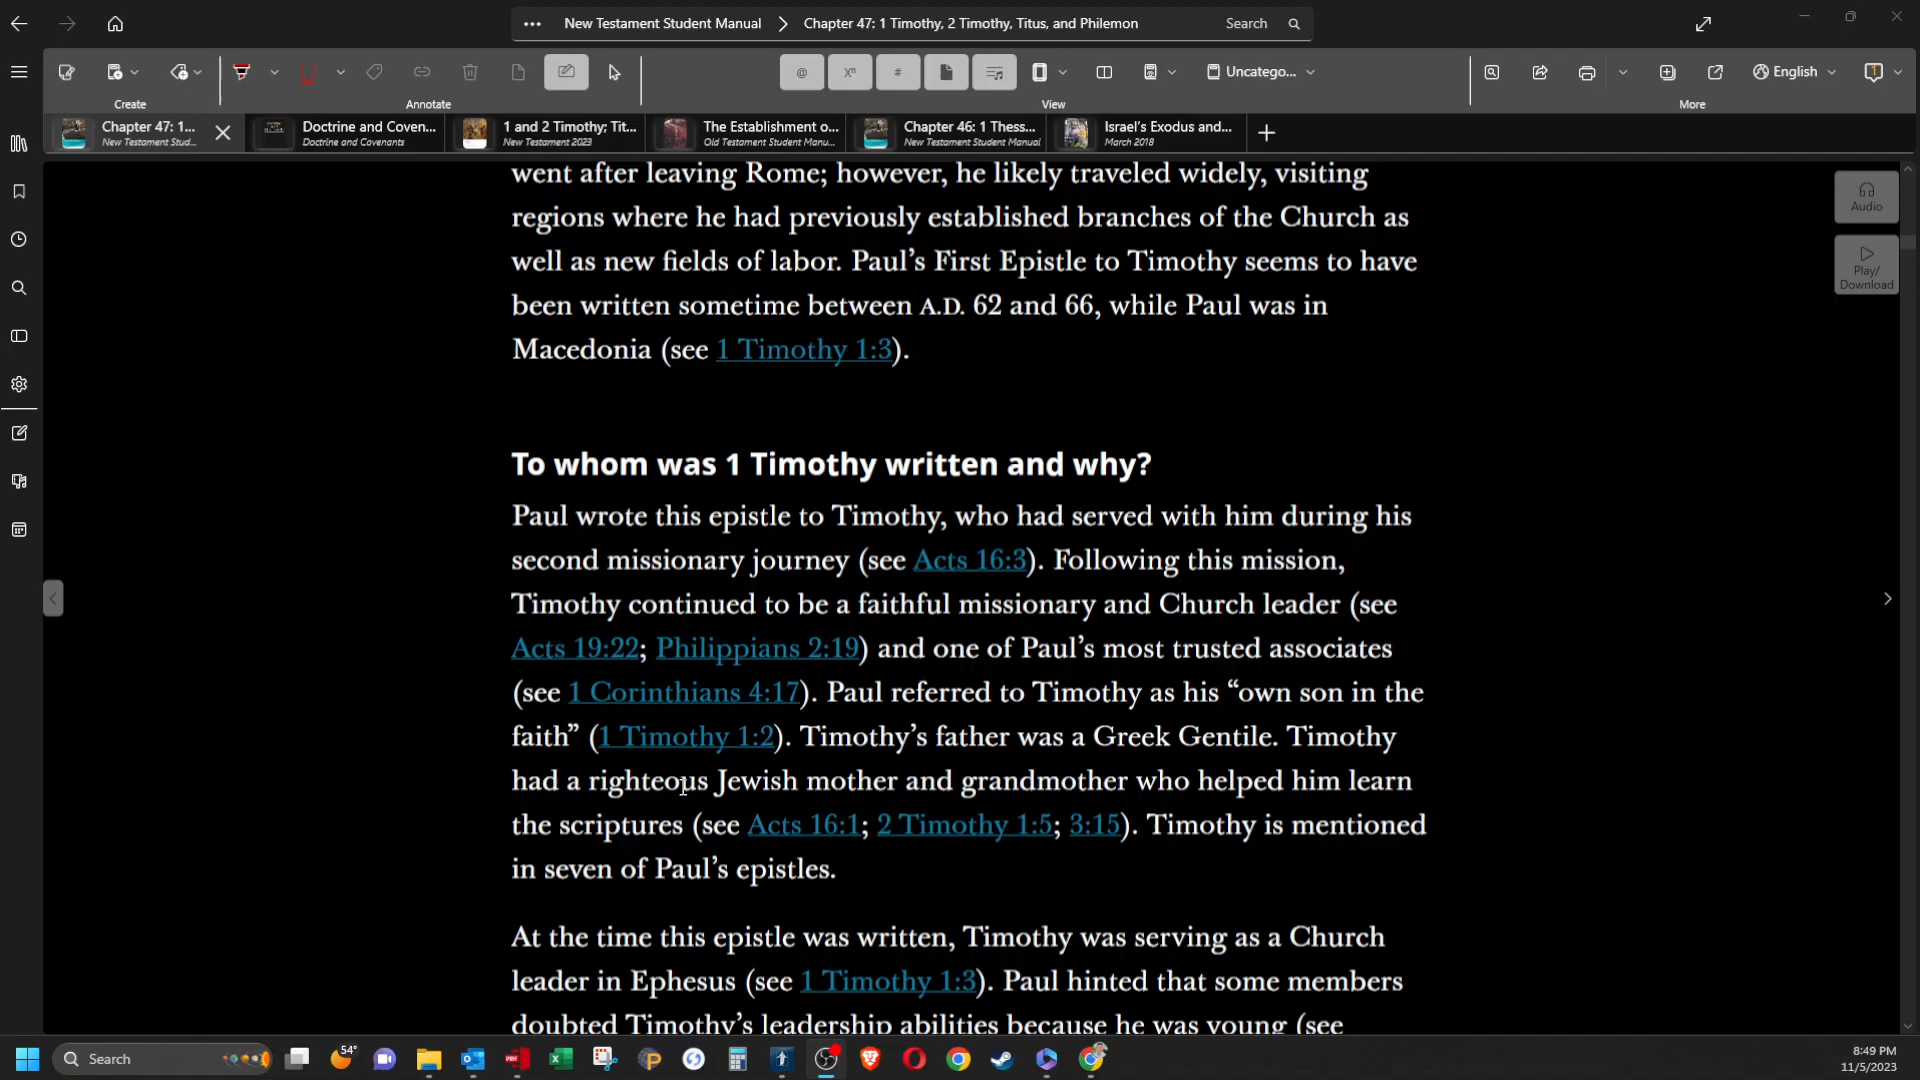 New Testament Student Manual
Chapter 47: 1 Timothy, 2 Timothy, Titus, and Philemon
Search
Uncatego...
English
Create
Annotate
View
More
Chapter 47: 1...
New Testament Stud...
Doctrine and Coven...
Doctrine and Covenants
1 and 2 Timothy; Tit...
New Testament 2023
The Establishment o...
Old Testament Student Manu...
Chapter 46: 1 Thess...
New Testament Student Manual
Israel's Exodus and...
March 2018
went after leaving Rome; however, he likely traveled widely, visiting
regions where he had previously established branches of the Church as
well as new fields of labor. Paul’s First Epistle to Timothy seems to have
been written sometime between A.D. 62 and 66, while Paul was in
Macedonia (see 1 Timothy 1:3).
Audio
Play/
Download
To whom was 1 Timothy written and why?
Paul wrote this epistle to Timothy, who had served with him during his
second missionary journey (see Acts 16:3). Following this mission,
Timothy continued to be a faithful missionary and Church leader (see
Acts 19:22; Philippians 2:19) and one of Paul’s most trusted associates
(see 1 Corinthians 4:17). Paul referred to Timothy as his “own son in the
faith” (1 Timothy 1:2). Timothy’s father was a Greek Gentile. Timothy
had a righteous Jewish mother and grandmother who helped him learn
the scriptures (see Acts 16:1; 2 Timothy 1:5; 3:15). Timothy is mentioned
in seven of Paul’s epistles.
At the time this epistle was written, Timothy was serving as a Church
leader in Ephesus (see 1 Timothy 1:3). Paul hinted that some members
doubted Timothy’s leadership abilities because he was young (see
Search
54°
8:49 PM
11/5/2023